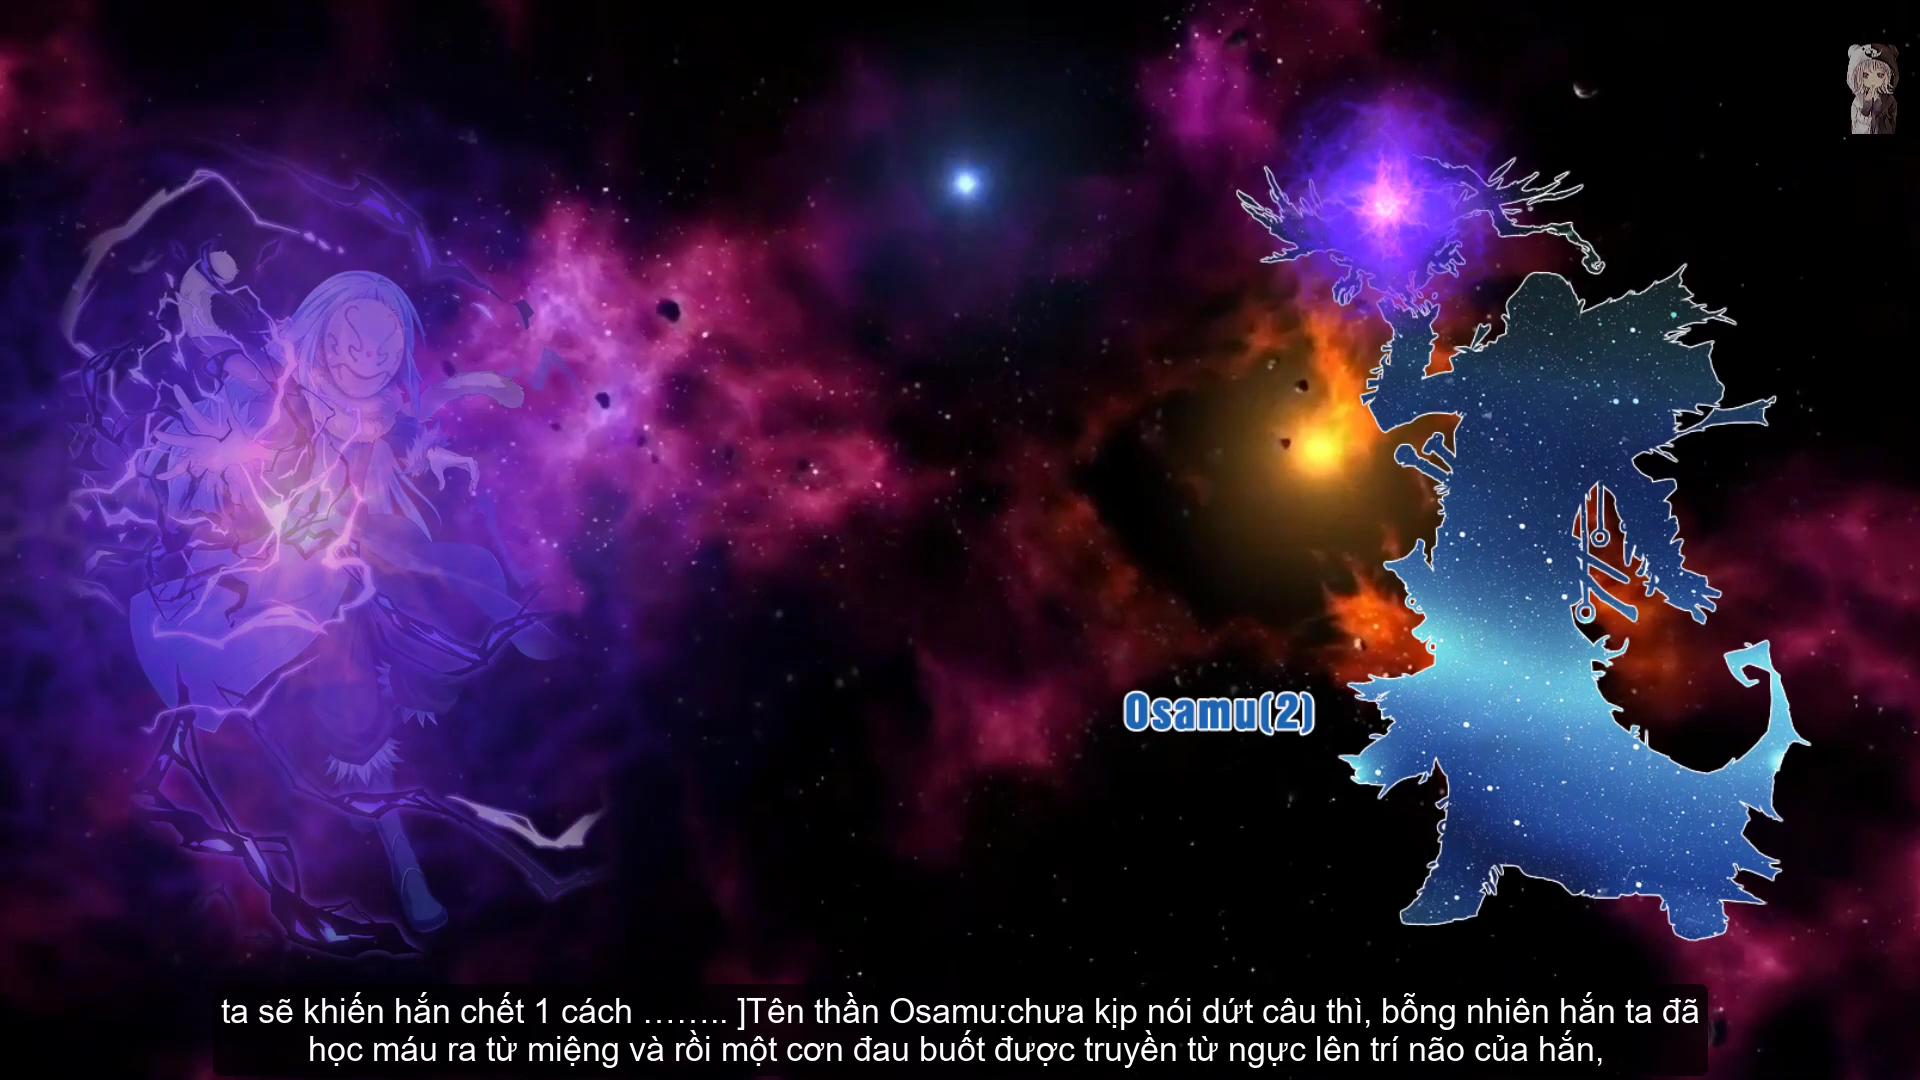 Osamu(2)
ta sẽ khiến hắn chết 1 cách …….. ]Tên thần Osamu:chưa kịp nói dứt câu thì, bỗng nhiên hắn ta đã
học máu ra từ miệng và rồi một cơn đau buốt được truyền từ ngực lên trí não của hắn,